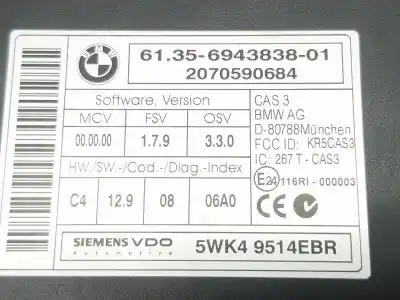 BMW
61.35-6943838-01
2070590684
Software, Version
MCV FSV OSV
00.00.00 1.7.9 3.3.0
HW./SW.-/Cod.-/Diag.-Index
C4 12.9 08 06A0
CAS 3
BMW AG
D-80788München
FCC ID: KR5CAS3
IC: 267 T - CAS3
E24 116RI - 000003
CE
SIEMENS VDO
Automotive
5WK4 9514EBR